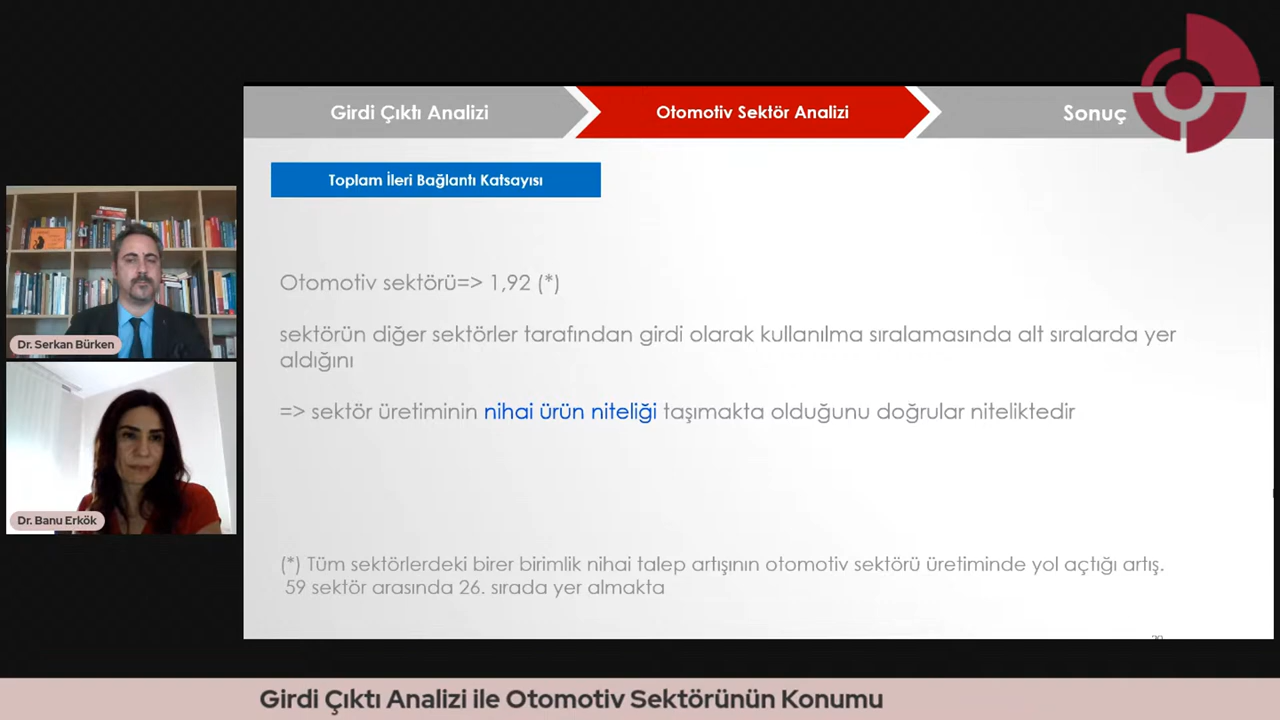 Girdi Çıktı Analizi
Otomotiv Sektör Analizi
Sonuç
Toplam İleri Bağlantı Katsayısı
Otomotiv sektörü=> 1,92 (*)
sektörün diğer sektörler tarafından girdi olarak kullanılma sıralamasında alt sıralarda yer
aldığını
=> sektör üretiminin nihai ürün niteliği taşımakta olduğunu doğrular niteliktedir
(*) Tüm sektörlerdeki birer birimlik nihai talep artışının otomotiv sektörü üretiminde yol açtığı artış.
59 sektör arasında 26. sırada yer almakta
Dr. Serkan Bürken
Dr. Banu Erkök
Girdi Çıktı Analizi ile Otomotiv Sektörünün Konumu